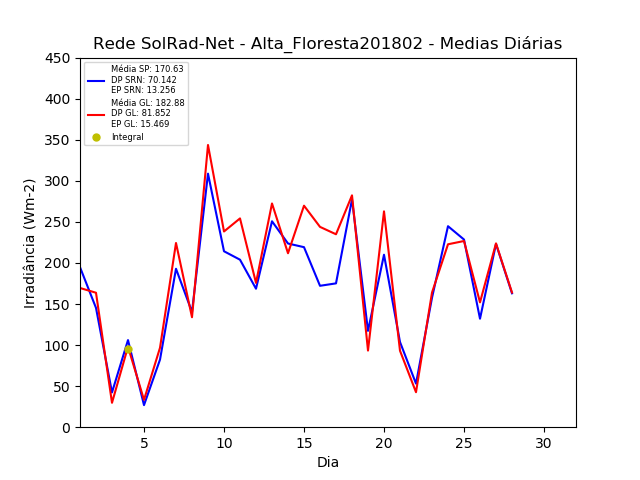 Rede SolRad-Net - Alta_Floresta201802 - Medias Diárias
450
400
350
300
250
200
150
100
50
0
Irradiância (Wm-2)
Média SP: 170.63
DP SRN: 70.142
EP SRN: 13.256
Média GL: 182.88
DP GL: 81.852
EP GL: 15.469
Integral
5
10
15
20
25
30
Dia